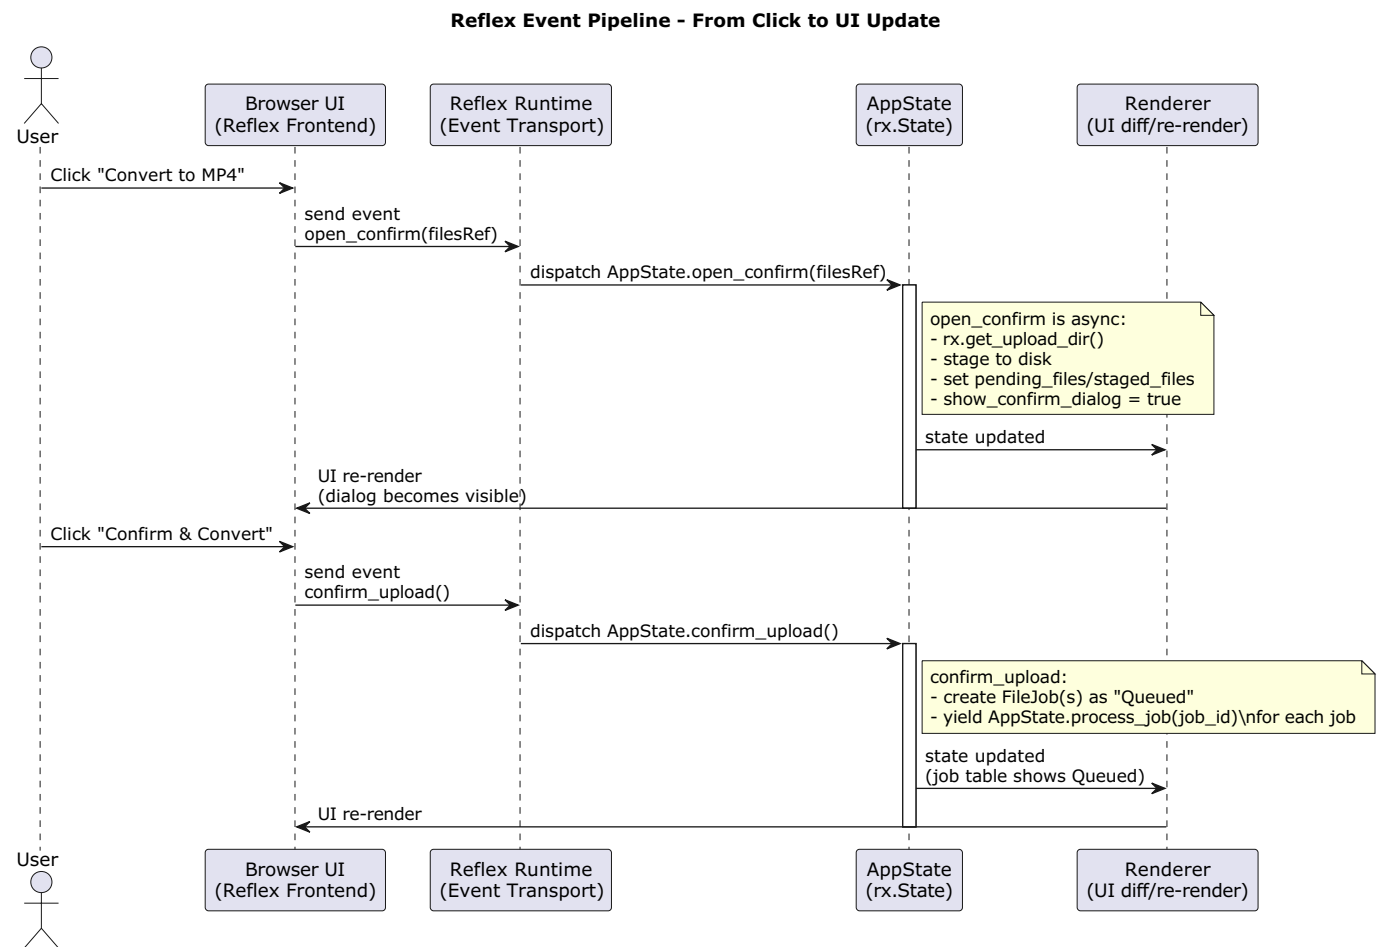 Reflex Event Pipeline - From Click to UI Update
User
Browser UI
(Reflex Frontend)
Reflex Runtime
(Event Transport)
AppState
(rx.State)
Renderer
(UI diff/re-render)
Click "Convert to MP4"
send event
open_confirm(filesRef)
dispatch AppState.open_confirm(filesRef)
open_confirm is async:
- rx.get_upload_dir()
- stage to disk
- set pending_files/staged_files
- show_confirm_dialog = true
state updated
UI re-render
(dialog becomes visible)
Click "Confirm & Convert"
send event
confirm_upload()
dispatch AppState.confirm_upload()
confirm_upload:
- create FileJob(s) as "Queued"
- yield AppState.process_job(job_id)\nfor each job
state updated
(job table shows Queued)
UI re-render
User
Browser UI
(Reflex Frontend)
Reflex Runtime
(Event Transport)
AppState
(rx.State)
Renderer
(UI diff/re-render)